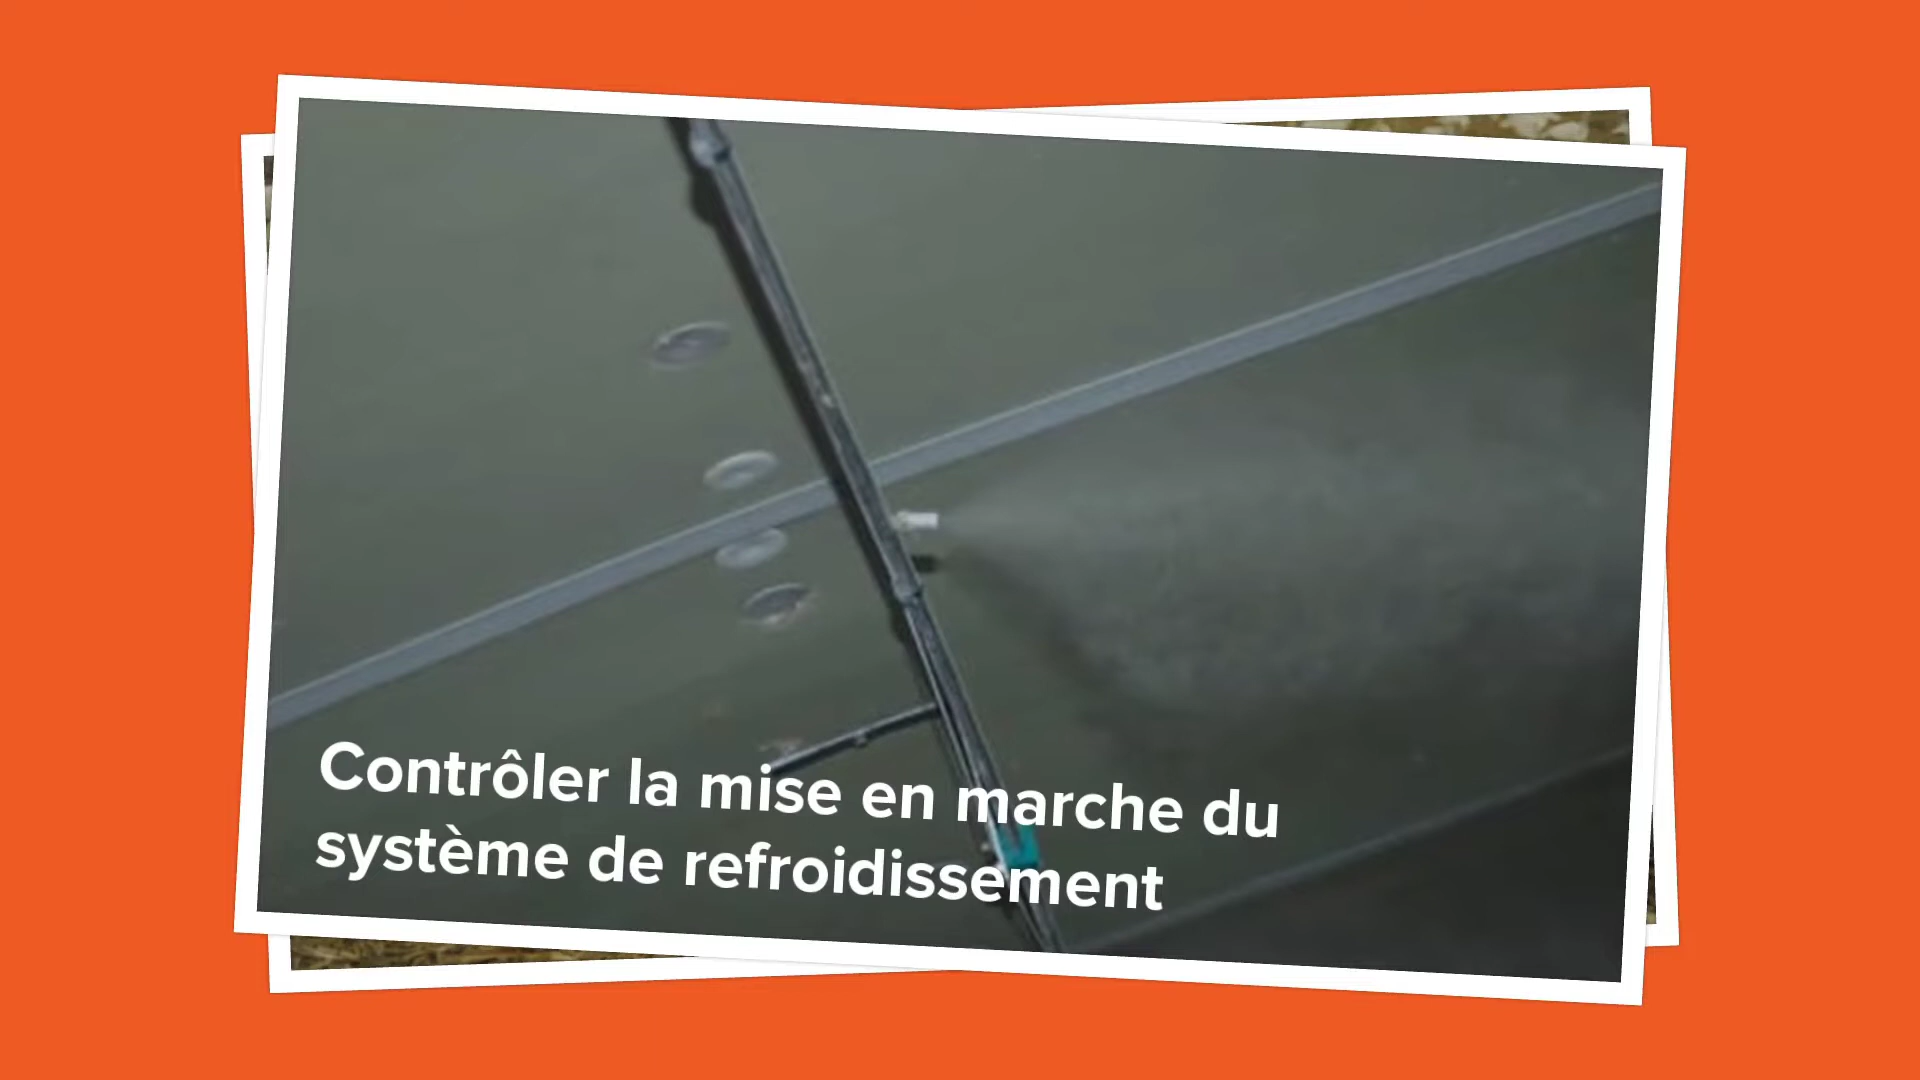 Contrôler la mise en marche du
système de refroidissement